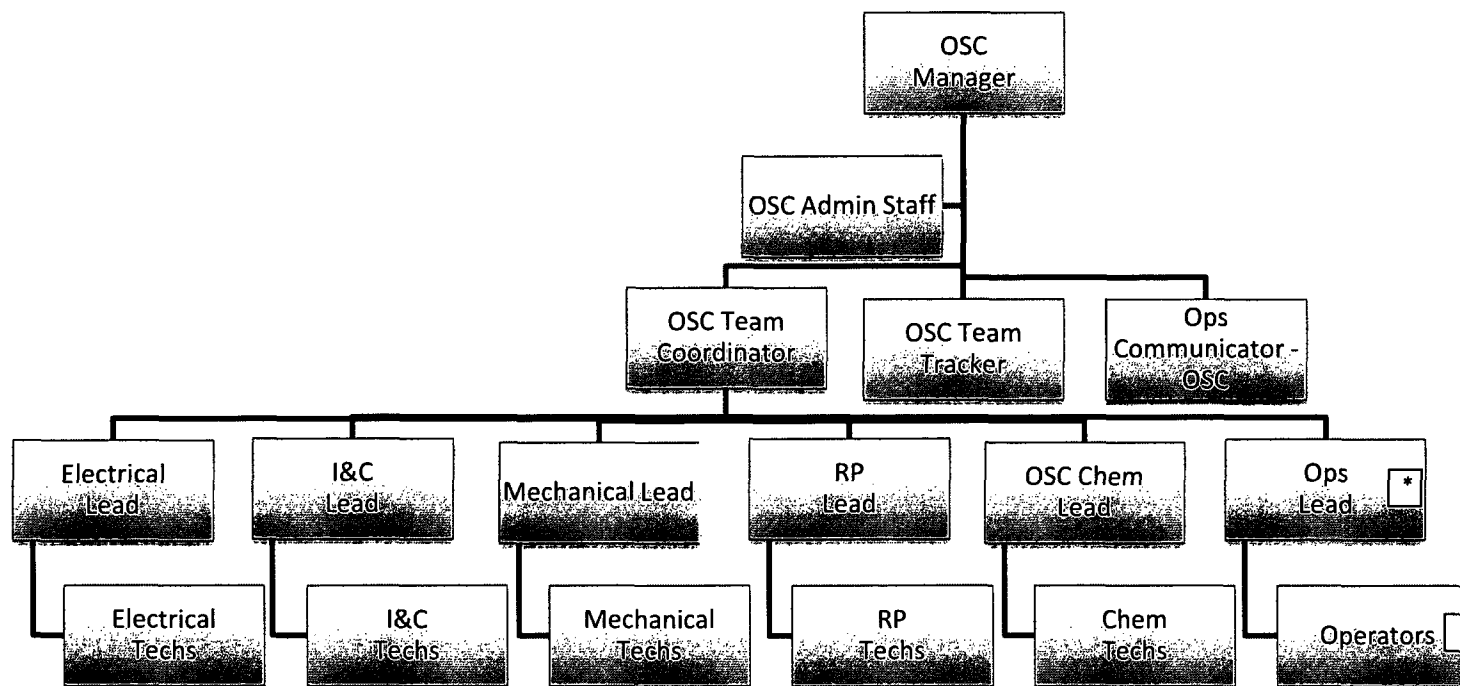 OSC
Manager
OSC Admin Staff
OSC Team
Coordinator
OSC Team
Tracker
Ops
Communicator -
OSC
Electrical
Lead
I&C
Lead
Mechanical Lead
RP
Lead
OSC Chem
Lead
Ops
Lead
*
Electrical
Techs
I&C
Techs
Mechanical
Techs
RP
Techs
Chem
Techs
Operators